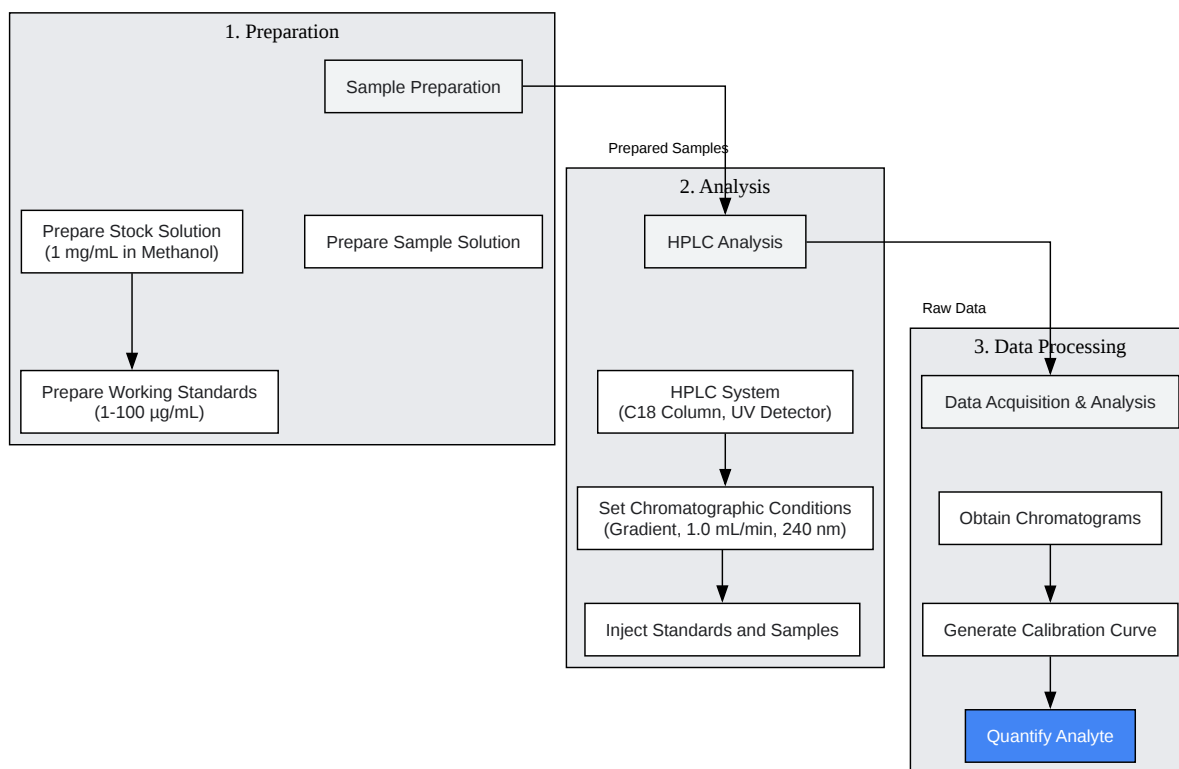 1. Preparation
Sample Preparation
Prepare Stock Solution
(1 mg/mL in Methanol)
Prepare Sample Solution
Prepare Working Standards
(1-100 µg/mL)
Prepared Samples
2. Analysis
HPLC Analysis
HPLC System
(C18 Column, UV Detector)
Set Chromatographic Conditions
(Gradient, 1.0 mL/min, 240 nm)
Inject Standards and Samples
Raw Data
3. Data Processing
Data Acquisition & Analysis
Obtain Chromatograms
Generate Calibration Curve
Quantify Analyte